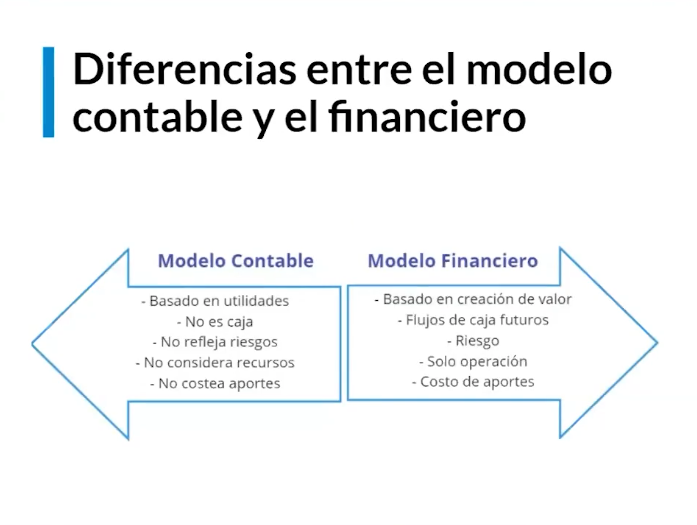 Diferencias entre el modelo
contable y el financiero
Modelo Contable
- Basado en utilidades
- No es caja
- No refleja riesgos
- No considera recursos
- No costea aportes
Modelo Financiero
- Basado en creación de valor
- Flujos de caja futuros
- Riesgo
- Solo operación
- Costo de aportes